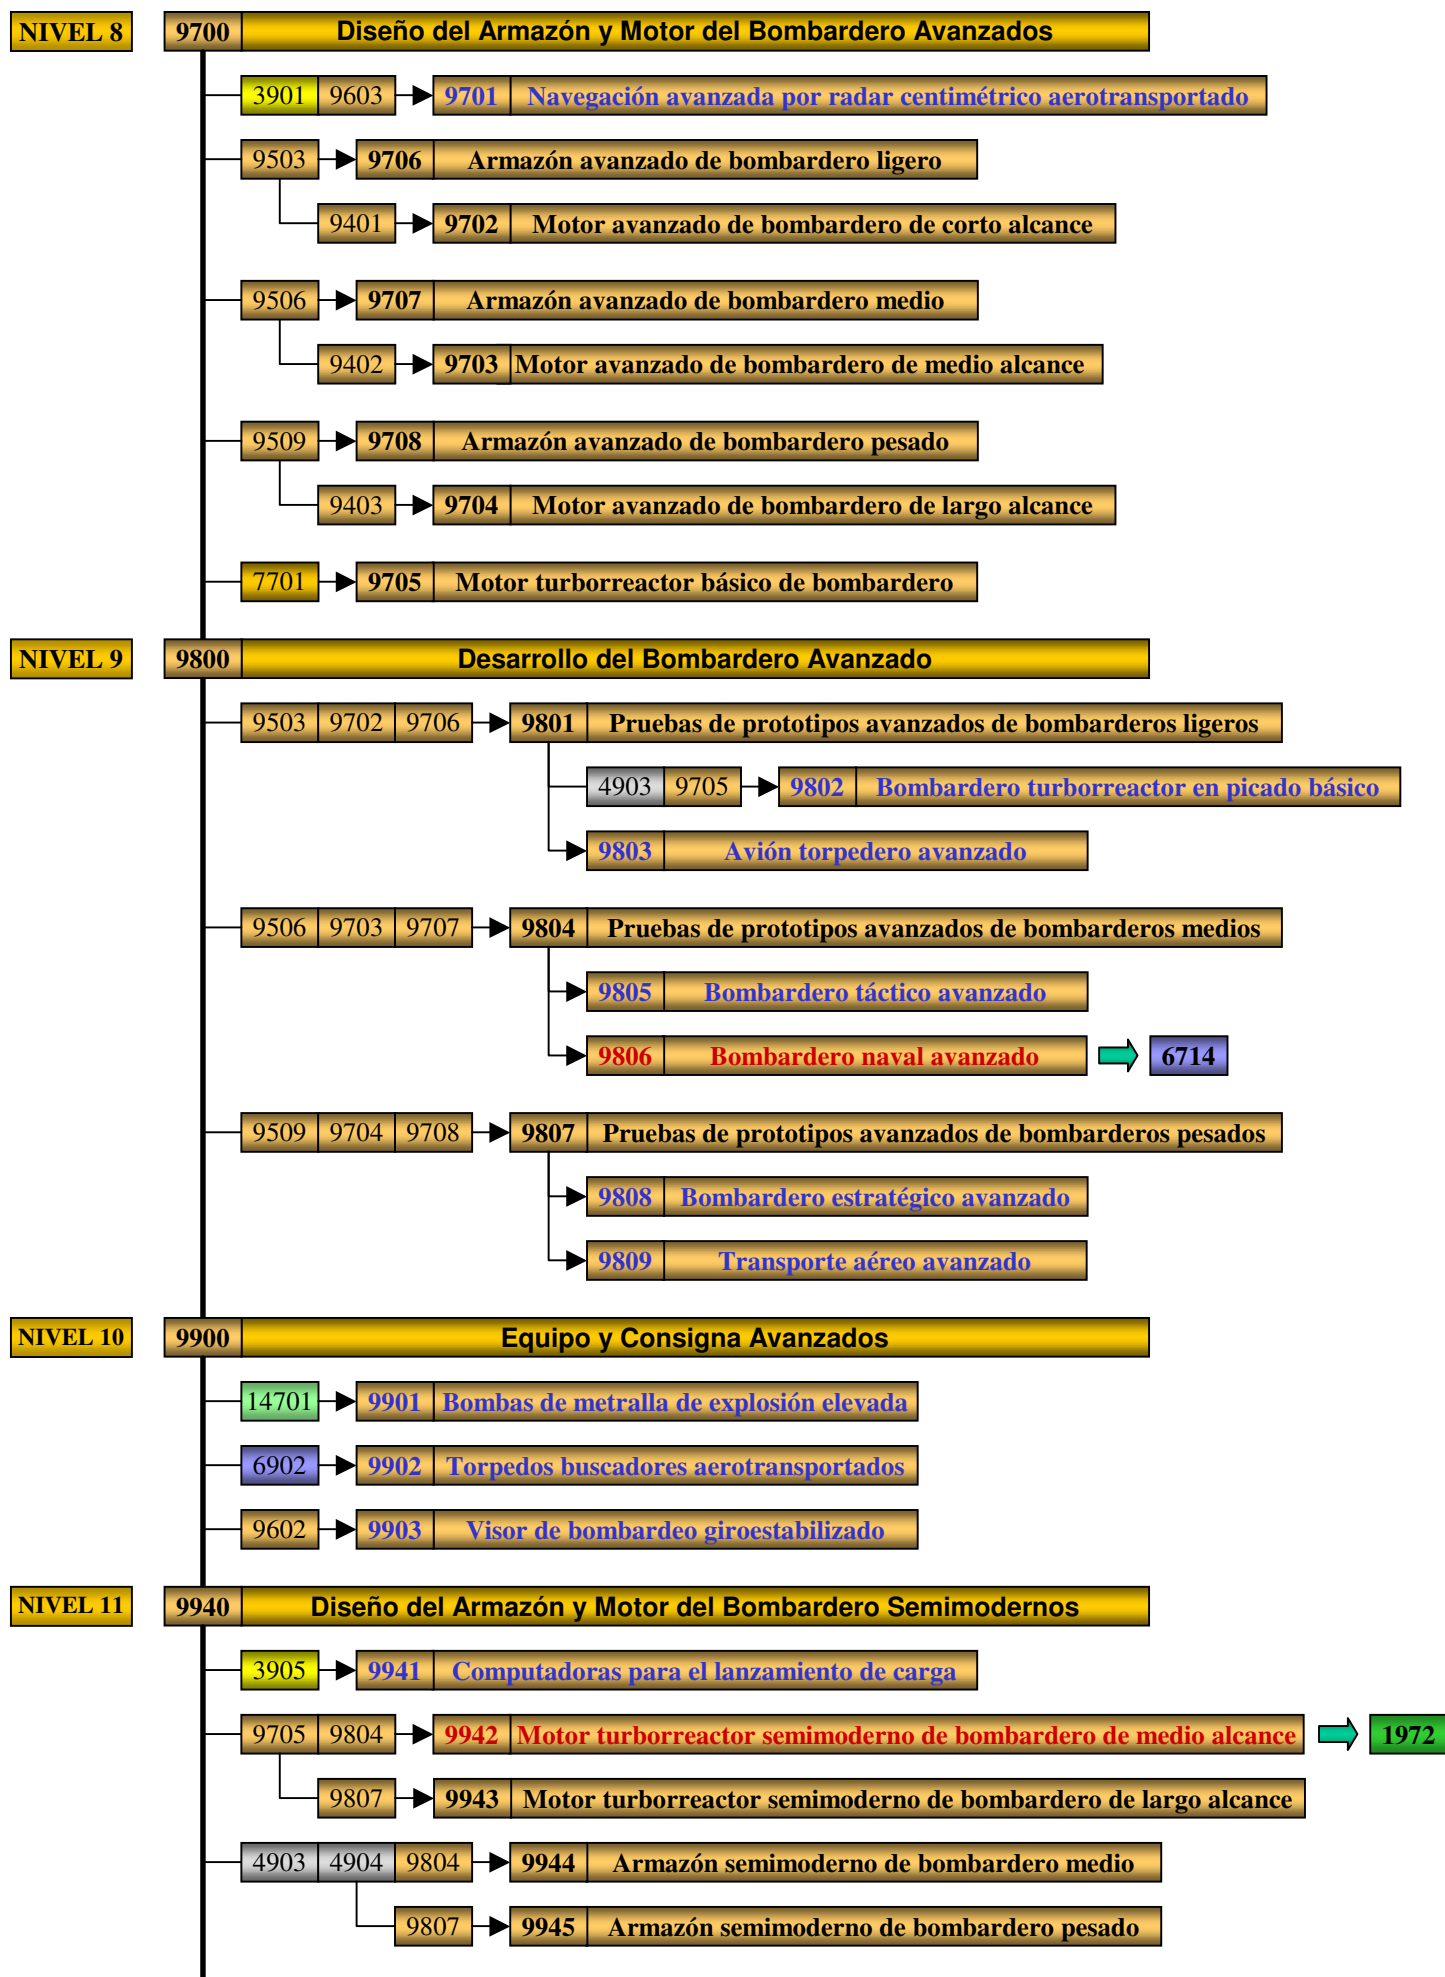 NIVEL 8 9700 Diseño del Armazón y Motor del Bombardero Avanzados
3901 9603 9701 Navegación avanzada por radar centimétrico aerotransportado
9503 9706 Armazón avanzado de bombardero ligero
9401 9702 Motor avanzado de bombardero de corto alcance
9506 9707 Armazón avanzado de bombardero medio
9402 9703 Motor avanzado de bombardero de medio alcance
9509 9708 Armazón avanzado de bombardero pesado
9403 9704 Motor avanzado de bombardero de largo alcance
7701 9705 Motor turborreactor básico de bombardero
NIVEL 9 9800 Desarrollo del Bombardero Avanzado
9503 9702 9706 9801 Pruebas de prototipos avanzados de bombarderos ligeros
4903 9705 9802 Bombardero turborreactor en picado básico
9803 Avión torpedero avanzado
9506 9703 9707 9804 Pruebas de prototipos avanzados de bombarderos medios
9805 Bombardero táctico avanzado
9806 Bombardero naval avanzado 6714
9509 9704 9708 9807 Pruebas de prototipos avanzados de bombarderos pesados
9808 Bombardero estratégico avanzado
9809 Transporte aéreo avanzado
NIVEL 10 9900 Equipo y Consigna Avanzados
14701 9901 Bombas de metralla de explosión elevada
6902 9902 Torpedos buscadores aerotransportados
9602 9903 Visor de bombardeo giroestabilizado
NIVEL 11 9940 Diseño del Armazón y Motor del Bombardero Semimodernos
3905 9941 Computadoras para el lanzamiento de carga
9705 9804 9942 Motor turborreactor semimoderno de bombardero de medio alcance 1972
9807 9943 Motor turborreactor semimoderno de bombardero de largo alcance
4903 4904 9804 9944 Armazón semimoderno de bombardero medio
9807 9945 Armazón semimoderno de bombardero pesado